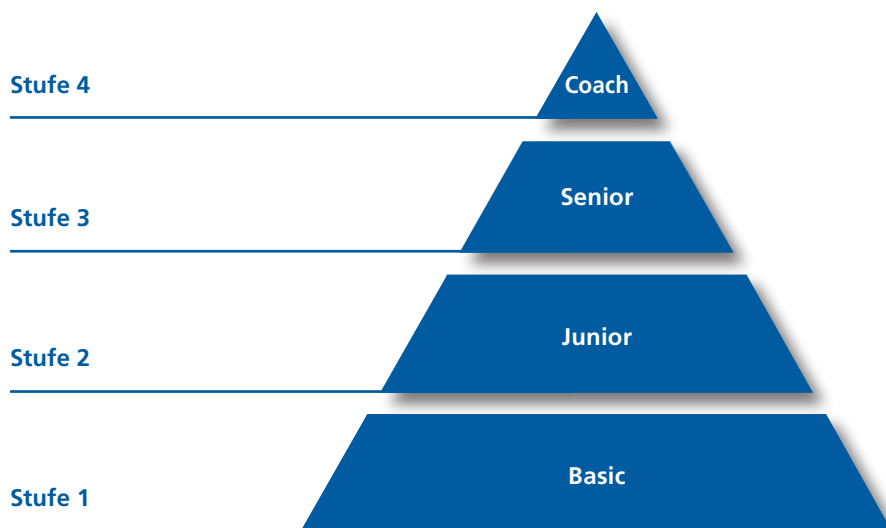 Stufe 4
Coach
Stufe 3
Senior
Stufe 2
Junior
Stufe 1
Basic